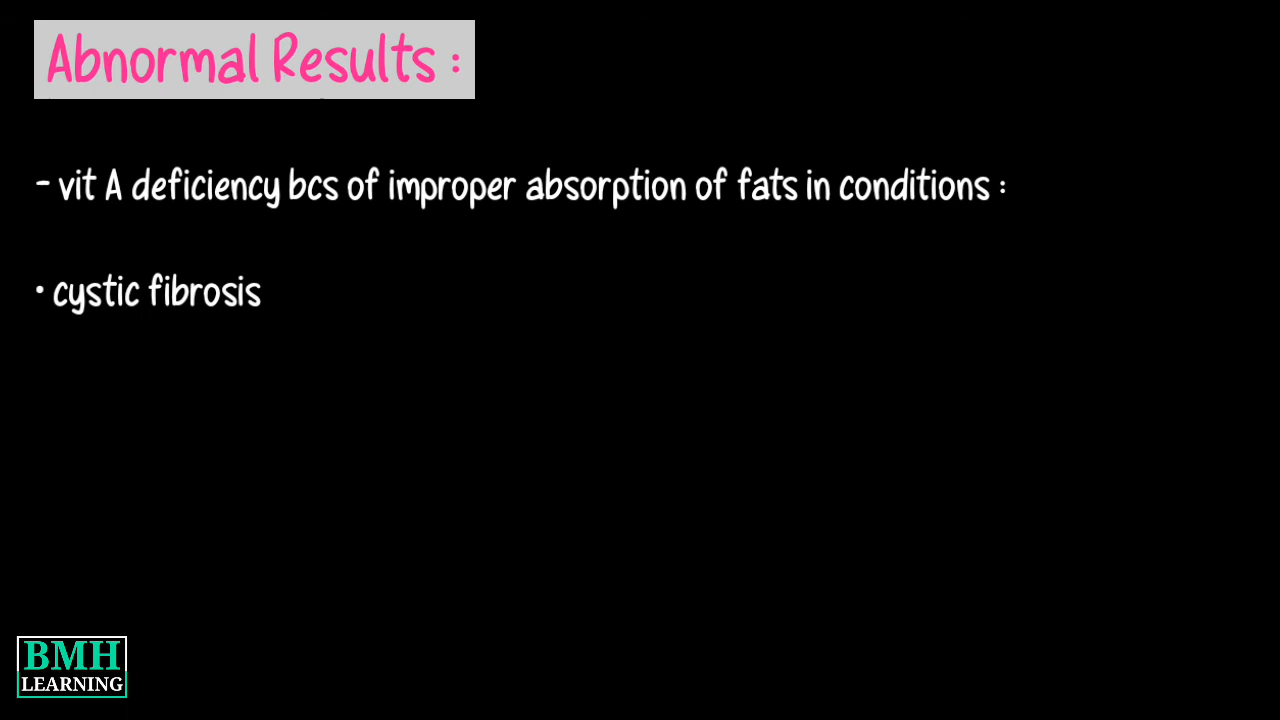 Abnormal Results :
- vit A deficiency bcs of improper absorption of fats in conditions :
• cystic fibrosis
BMH
LEARNING